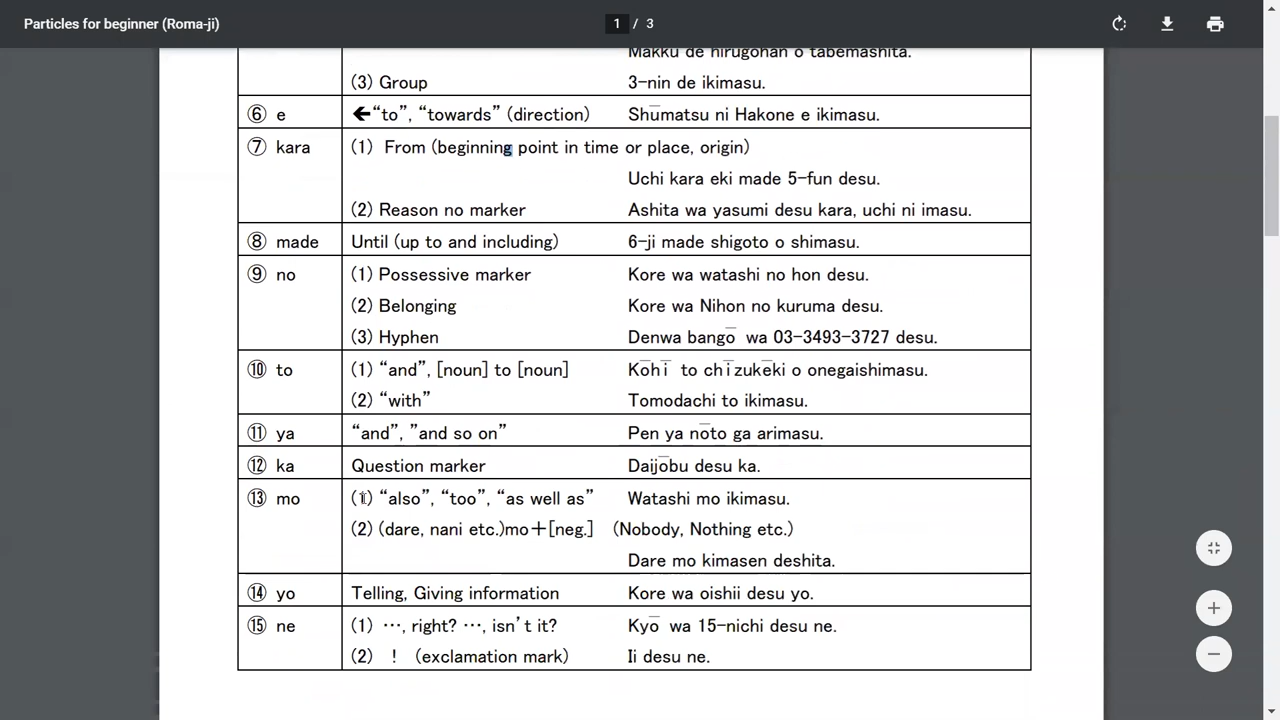 Particles for beginner (Roma-ji)
1 / 3
Makku de hirugohan o tabemashita.
(3) Group 3-nin de ikimasu.
⑥ e ←“to”, “towards” (direction) Shūmatsu ni Hakone e ikimasu.
⑦ kara (1) From (beginning point in time or place, origin)
Uchi kara eki made 5-fun desu.
(2) Reason no marker Ashita wa yasumi desu kara, uchi ni imasu.
⑧ made Until (up to and including) 6-ji made shigoto o shimasu.
⑨ no (1) Possessive marker Kore wa watashi no hon desu.
(2) Belonging Kore wa Nihon no kuruma desu.
(3) Hyphen Denwa bangō wa 03-3493-3727 desu.
⑩ to (1) “and”, [noun] to [noun] Kōhī to chīzukēki o onegaishimasu.
(2) “with” Tomodachi to ikimasu.
⑪ ya “and”, ”and so on” Pen ya nōto ga arimasu.
⑫ ka Question marker Daijōbu desu ka.
⑬ mo (1) “also”, “too”, “as well as” Watashi mo ikimasu.
(2) (dare, nani etc.)mo+[neg.] (Nobody, Nothing etc.)
Dare mo kimasen deshita.
⑭ yo Telling, Giving information Kore wa oishii desu yo.
⑮ ne (1) …, right? …, isn't it? Kyō wa 15-nichi desu ne.
(2) ! (exclamation mark) Ii desu ne.